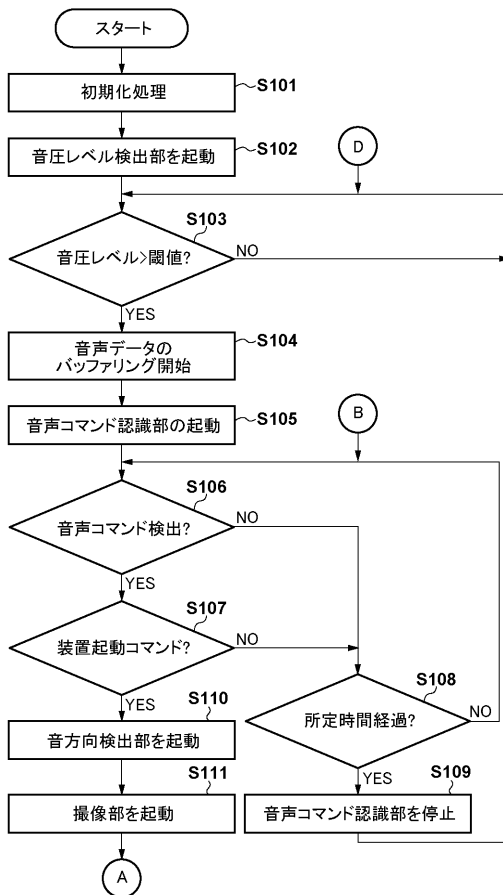 スタート
初期化処理
S101
音圧レベル検出部を起動
S102
D
S103
音圧レベル>閾値?
NO
YES
音声データの
バッファリング開始
S104
音声コマンド認識部の起動
S105
B
S106
音声コマンド検出?
NO
YES
S107
装置起動コマンド?
NO
YES
S108
所定時間経過?
NO
YES
S110
音方向検出部を起動
S109
音声コマンド認識部を停止
S111
撮像部を起動
A